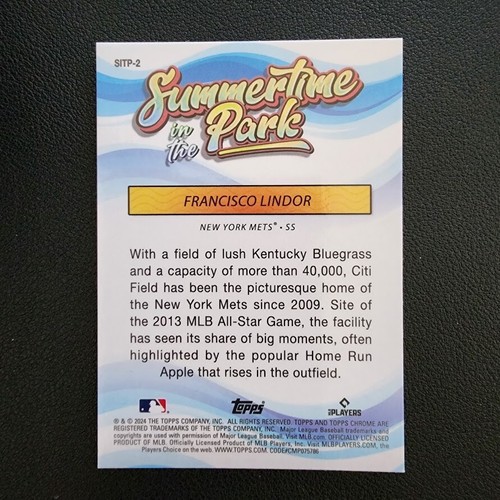 SITP-2
Summertime
in the Park
FRANCISCO LINDOR
NEW YORK METS® • SS
With a field of lush Kentucky Bluegrass
and a capacity of more than 40,000, Citi
Field has been the picturesque home of
the New York Mets since 2009. Site of
the 2013 MLB All-Star Game, the facility
has seen its share of big moments, often
highlighted by the popular Home Run
Apple that rises in the outfield.
Topps
MLB PLAYERS
® & © 2024 THE TOPPS COMPANY, INC. ALL RIGHTS RESERVED. TOPPS AND TOPPS CHROME ARE
REGISTERED TRADEMARKS OF THE TOPPS COMPANY, INC. Major League Baseball trademarks and
copyrights are used with permission of Major League Baseball. Visit MLB.com. OFFICIALLY LICENSED
PRODUCT OF MLB. Officially Licensed Product of MLB Players, Inc. Visit MLBPLAYERS.com, the
Players Choice on the web. WWW.TOPPS.COM. CODE#CMP075786